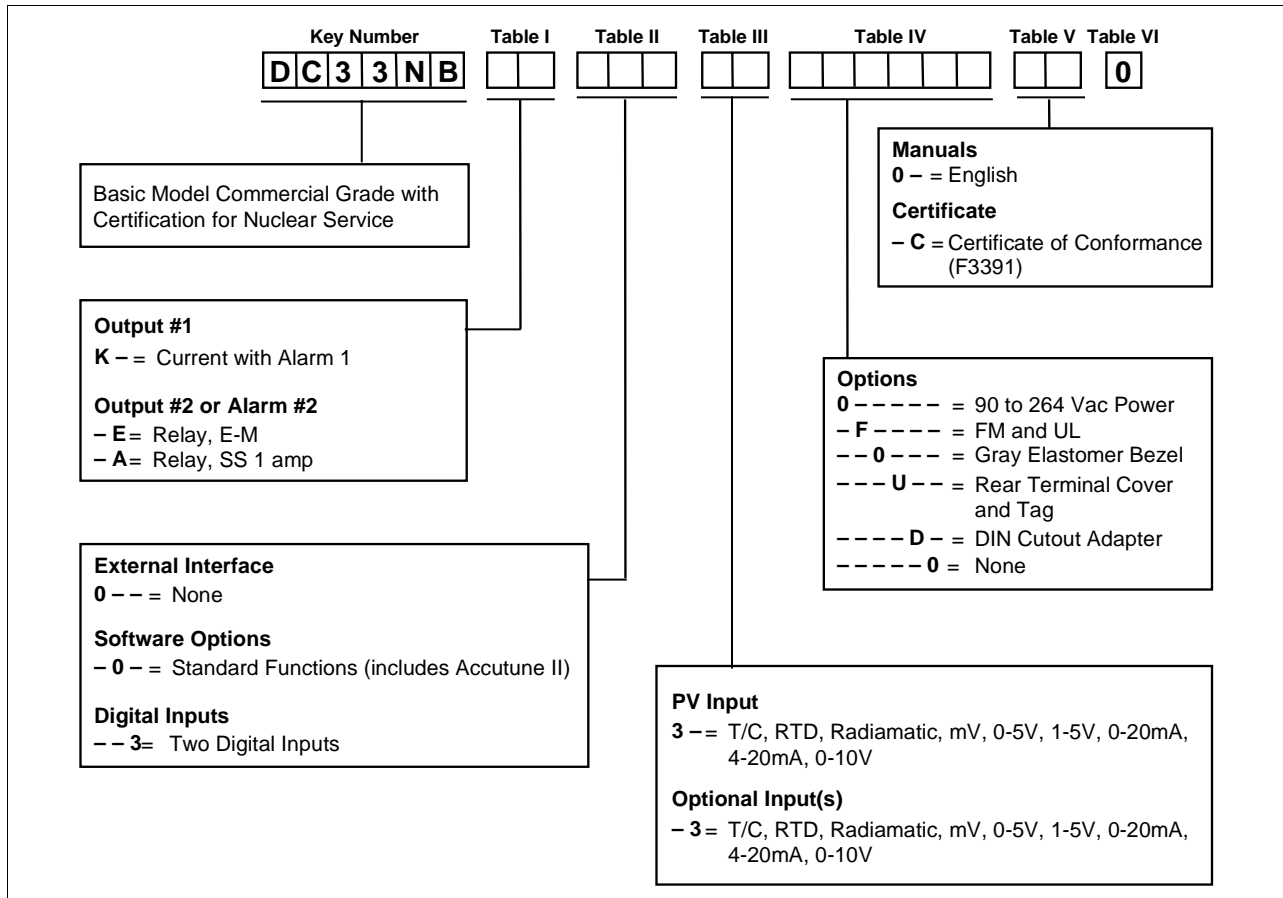 Key Number Table I Table II Table III Table IV Table V Table VI
D C 3 3 N B 0
Basic Model Commercial Grade with
Certification for Nuclear Service
Manuals
0 – = English
Certificate
– C = Certificate of Conformance
(F3391)
Output #1
K – = Current with Alarm 1
Output #2 or Alarm #2
– E = Relay, E-M
– A = Relay, SS 1 amp
Options
0 – – – – – = 90 to 264 Vac Power
– F – – – – = FM and UL
– – 0 – – – = Gray Elastomer Bezel
– – – U – – = Rear Terminal Cover
and Tag
– – – – D – = DIN Cutout Adapter
– – – – – 0 = None
External Interface
0 – – = None
Software Options
– 0 – = Standard Functions (includes Accutune II)
Digital Inputs
– – 3= Two Digital Inputs
PV Input
3 – = T/C, RTD, Radiamatic, mV, 0-5V, 1-5V, 0-20mA,
4-20mA, 0-10V
Optional Input(s)
– 3= T/C, RTD, Radiamatic, mV, 0-5V, 1-5V, 0-20mA,
4-20mA, 0-10V